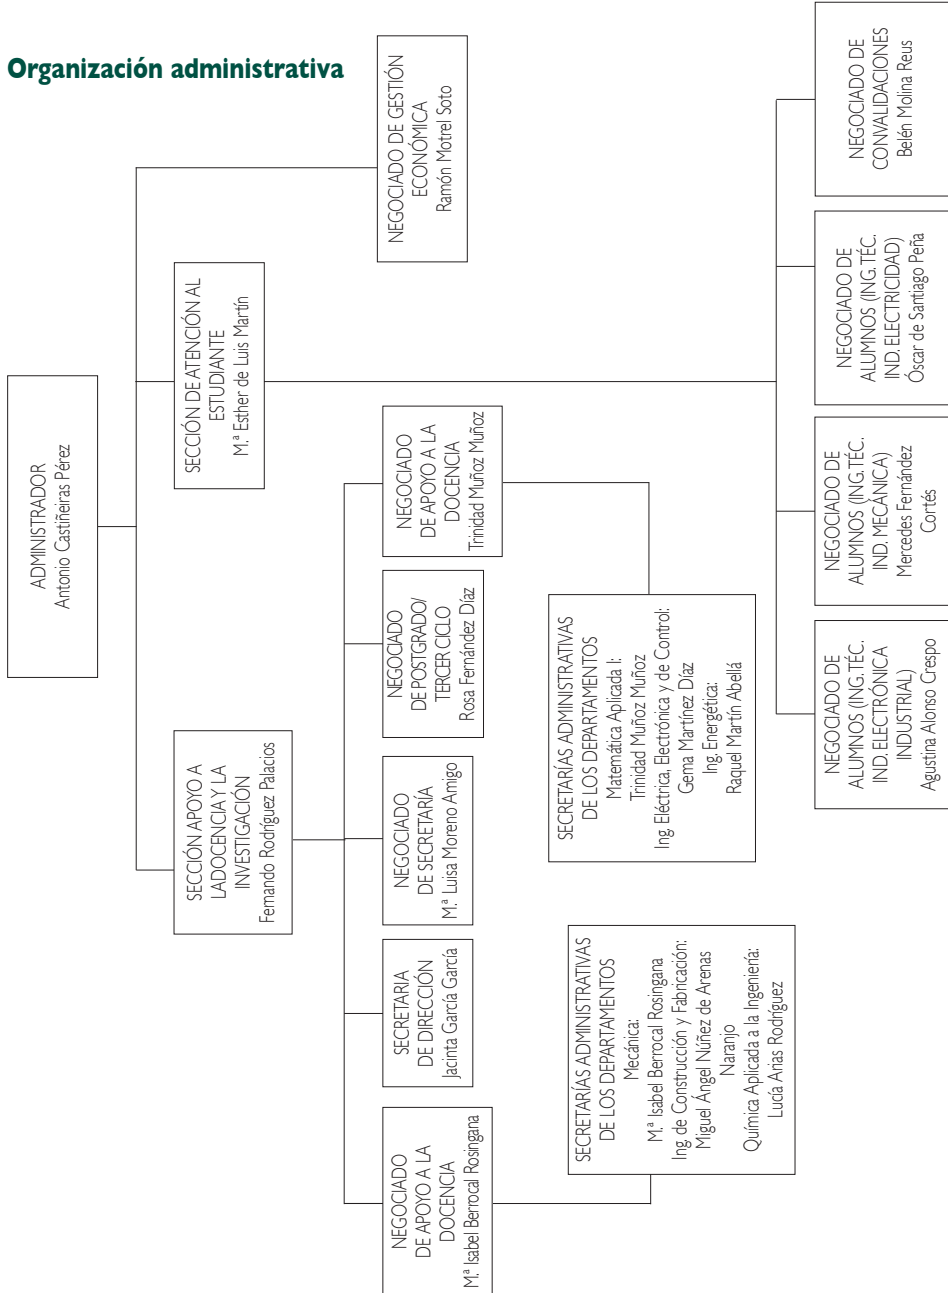 Organización administrativa
ADMINISTRADOR
Antonio Castiñeiras Pérez
SECCIÓN APOYO A
LADOCENCIA Y LA
INVESTIGACIÓN
Fernando Rodríguez Palacios
SECCIÓN DE ATENCIÓN AL
ESTUDIANTE
M.ª Esther de Luis Martín
NEGOCIADO DE GESTIÓN
ECONÓMICA
Ramón Motrel Soto
NEGOCIADO
DE APOYO A LA
DOCENCIA
M.ª Isabel Berrocal Rosingana
SECRETARIA
DE DIRECCIÓN
Jacinta García García
NEGOCIADO
DE SECRETARÍA
M.ª Luisa Moreno Amigo
NEGOCIADO
DE POSTGRADO/
TERCER CICLO
Rosa Fernández Díaz
NEGOCIADO
DE APOYO A LA
DOCENCIA
Trinidad Muñoz Muñoz
SECRETARÍAS ADMINISTRATIVAS
DE LOS DEPARTAMENTOS
Mecánica:
M.ª Isabel Berrocal Rosingana
Ing. de Construcción y Fabricación:
Miguel Ángel Núñez de Arenas
Naranjo
Química Aplicada a la Ingeniería:
Lucía Arias Rodríguez
SECRETARÍAS ADMINISTRATIVAS
DE LOS DEPARTAMENTOS
Matemática Aplicada I:
Trinidad Muñoz Muñoz
Ing. Eléctrica, Electrónica y de Control:
Gema Martínez Díaz
Ing. Energética:
Raquel Martín Abellá
NEGOCIADO DE
ALUMNOS (ING. TÉC.
IND. ELECTRÓNICA
INDUSTRIAL)
Agustina Alonso Crespo
NEGOCIADO DE
ALUMNOS (ING. TÉC.
IND. MECÁNICA)
Mercedes Fernández
Cortés
NEGOCIADO DE
ALUMNOS (ING. TÉC.
IND. ELECTRICIDAD)
Óscar de Santiago Peña
NEGOCIADO DE
CONVALIDACIONES
Belén Molina Reus